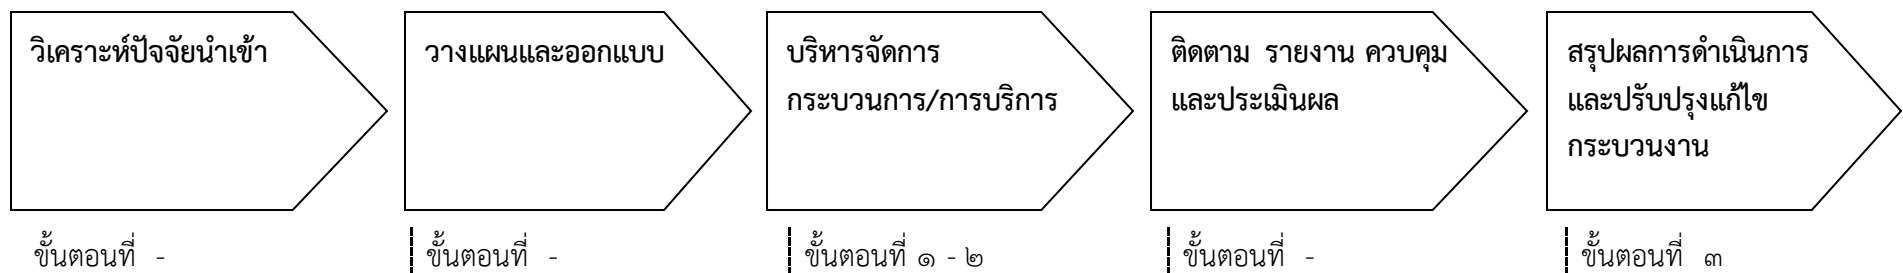 วิเคราะห์ปัจจัยนำเข้า
วางแผนและออกแบบ
บริหารจัดการ
กระบวนการ/การบริการ
ติดตาม รายงาน ควบคุม
และประเมินผล
สรุปผลการดำเนินการ
และปรับปรุงแก้ไข
กระบวนงาน
ขั้นตอนที่ -
ขั้นตอนที่ -
ขั้นตอนที่ ๑ - ๒
ขั้นตอนที่ -
ขั้นตอนที่ ๓